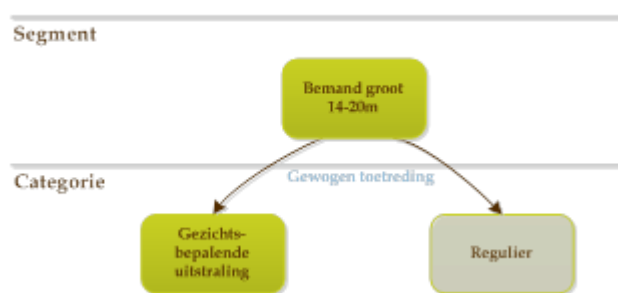 Segment
Bemand groot
14-20m
Gewogen toetreding
Categorie
Gezichts-
bepalende
uitstraling
Regulier